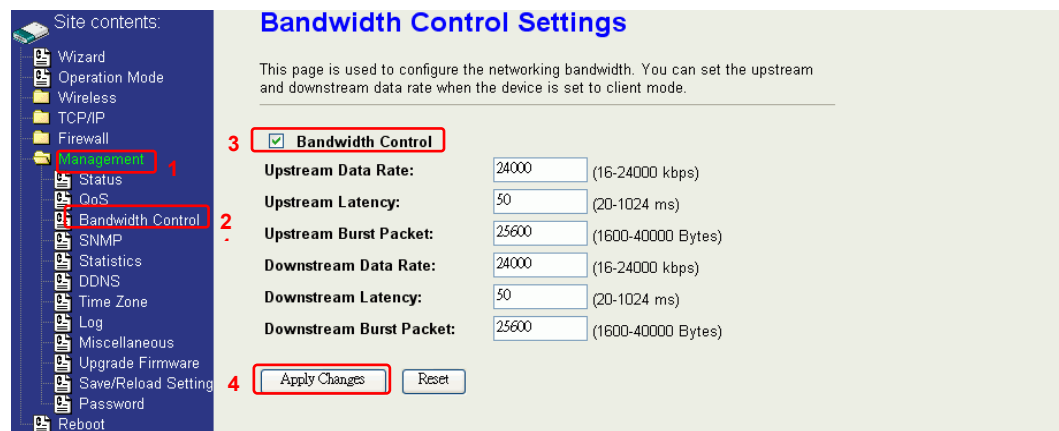 Site contents:
Wizard
Operation Mode
Wireless
TCP/IP
Firewall
Management
1
Status
QoS
Bandwidth Control
2
SNMP
Statistics
DDNS
Time Zone
Log
Miscellaneous
Upgrade Firmware
Save/Reload Setting
Password
Reboot
Bandwidth Control Settings
This page is used to configure the networking bandwidth. You can set the upstream
and downstream data rate when the device is set to client mode.
3 Bandwidth Control
Upstream Data Rate: 24000 (16-24000 kbps)
Upstream Latency: 50 (20-1024 ms)
Upstream Burst Packet: 25600 (1600-40000 Bytes)
Downstream Data Rate: 24000 (16-24000 kbps)
Downstream Latency: 50 (20-1024 ms)
Downstream Burst Packet: 25600 (1600-40000 Bytes)
4 Apply Changes Reset